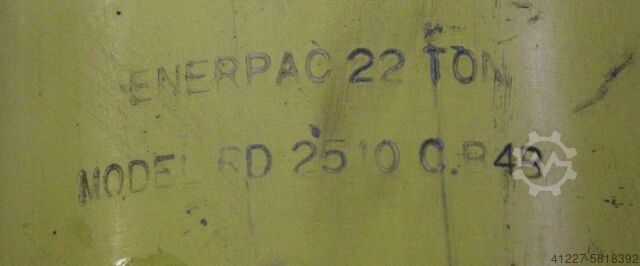 ENERPAC 22 TON
MODEL RD 2510 C.
41227-5818392